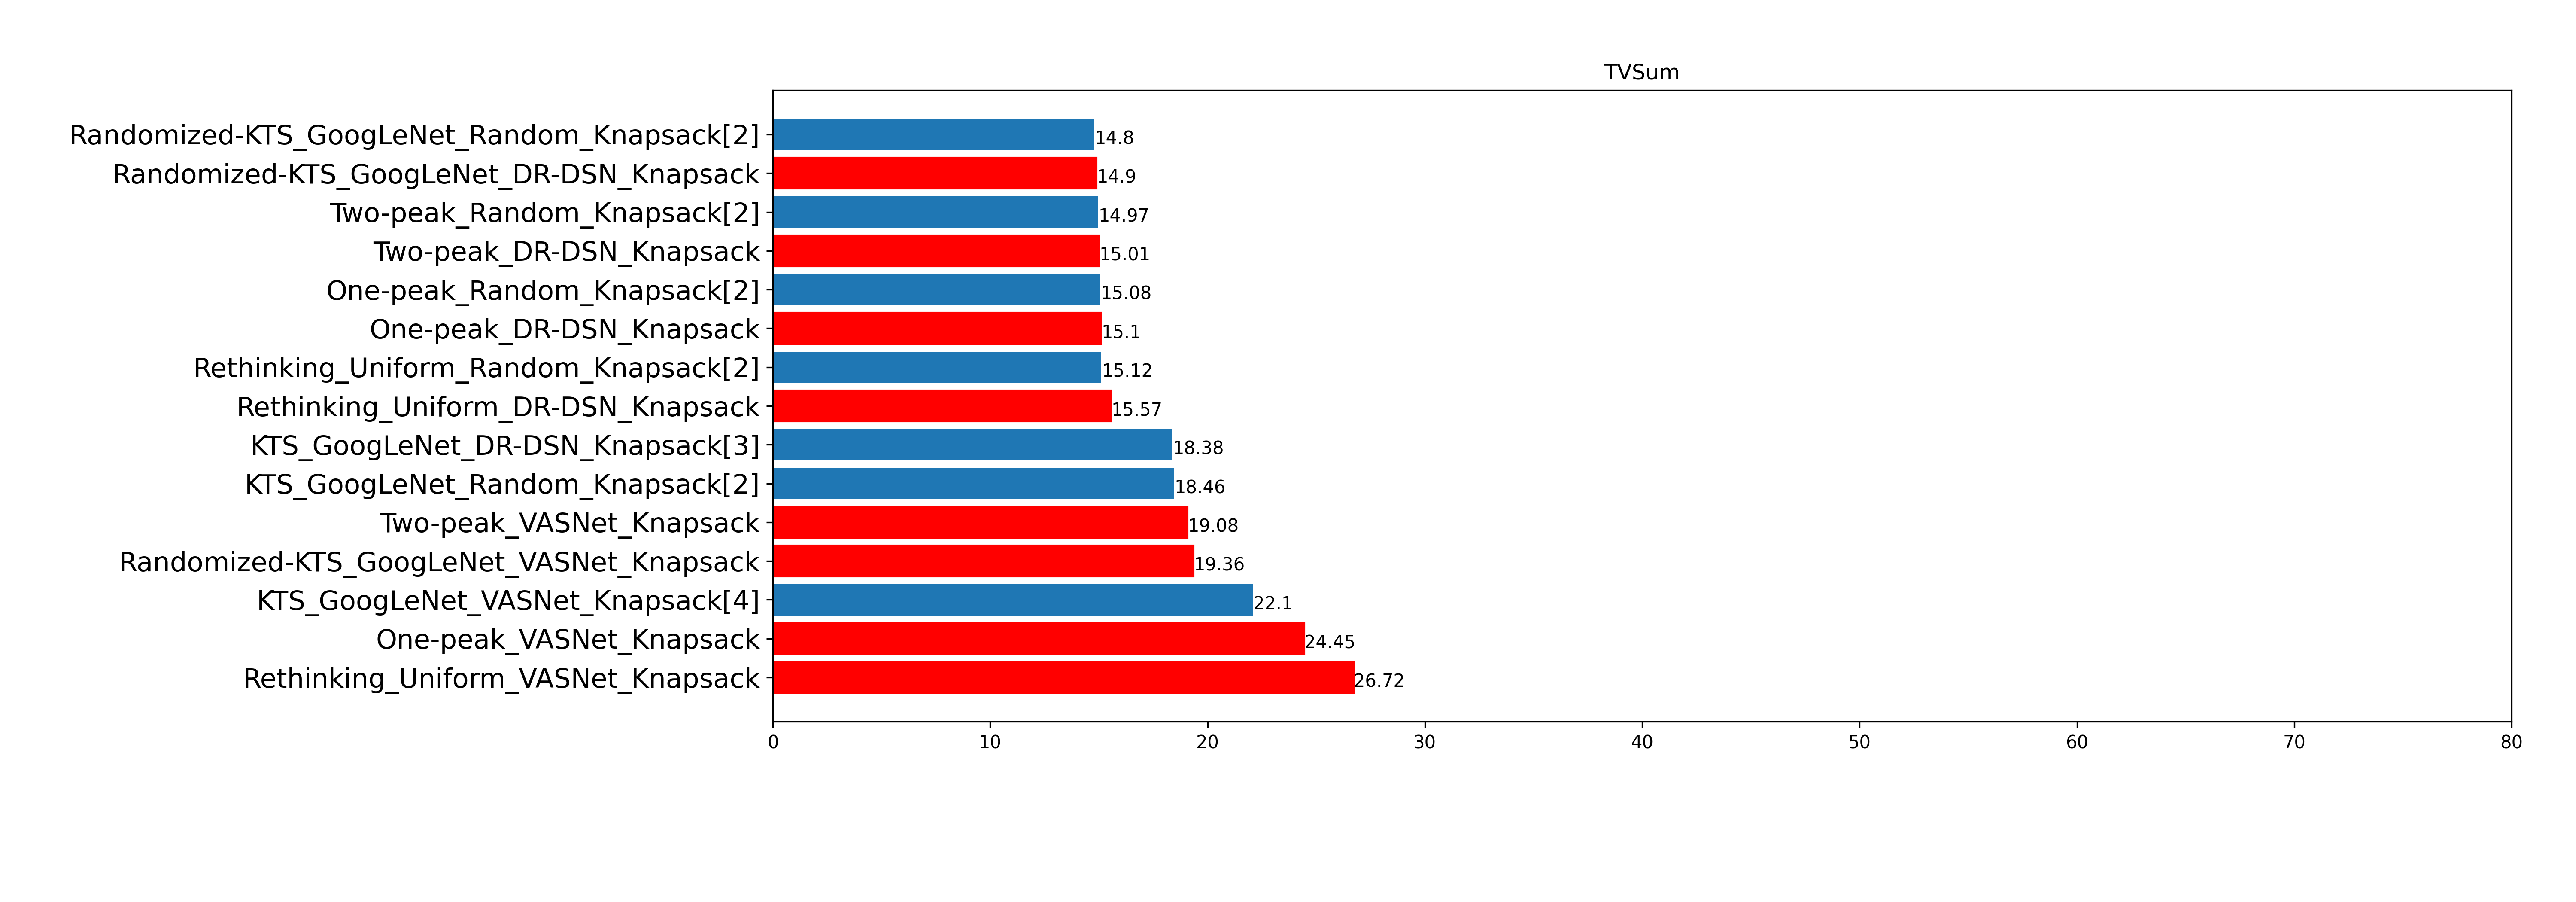 TVSum
Randomized-KTS_GoogLeNet_Random_Knapsack[2] 14.8
Randomized-KTS_GoogLeNet_DR-DSN_Knapsack 14.9
Two-peak_Random_Knapsack[2] 14.97
Two-peak_DR-DSN_Knapsack 15.01
One-peak_Random_Knapsack[2] 15.08
One-peak_DR-DSN_Knapsack 15.1
Rethinking_Uniform_Random_Knapsack[2] 15.12
Rethinking_Uniform_DR-DSN_Knapsack 15.57
KTS_GoogLeNet_DR-DSN_Knapsack[3] 18.38
KTS_GoogLeNet_Random_Knapsack[2] 18.46
Two-peak_VASNet_Knapsack 19.08
Randomized-KTS_GoogLeNet_VASNet_Knapsack 19.36
KTS_GoogLeNet_VASNet_Knapsack[4] 22.1
One-peak_VASNet_Knapsack 24.45
Rethinking_Uniform_VASNet_Knapsack 26.72
0 10 20 30 40 50 60 70 80